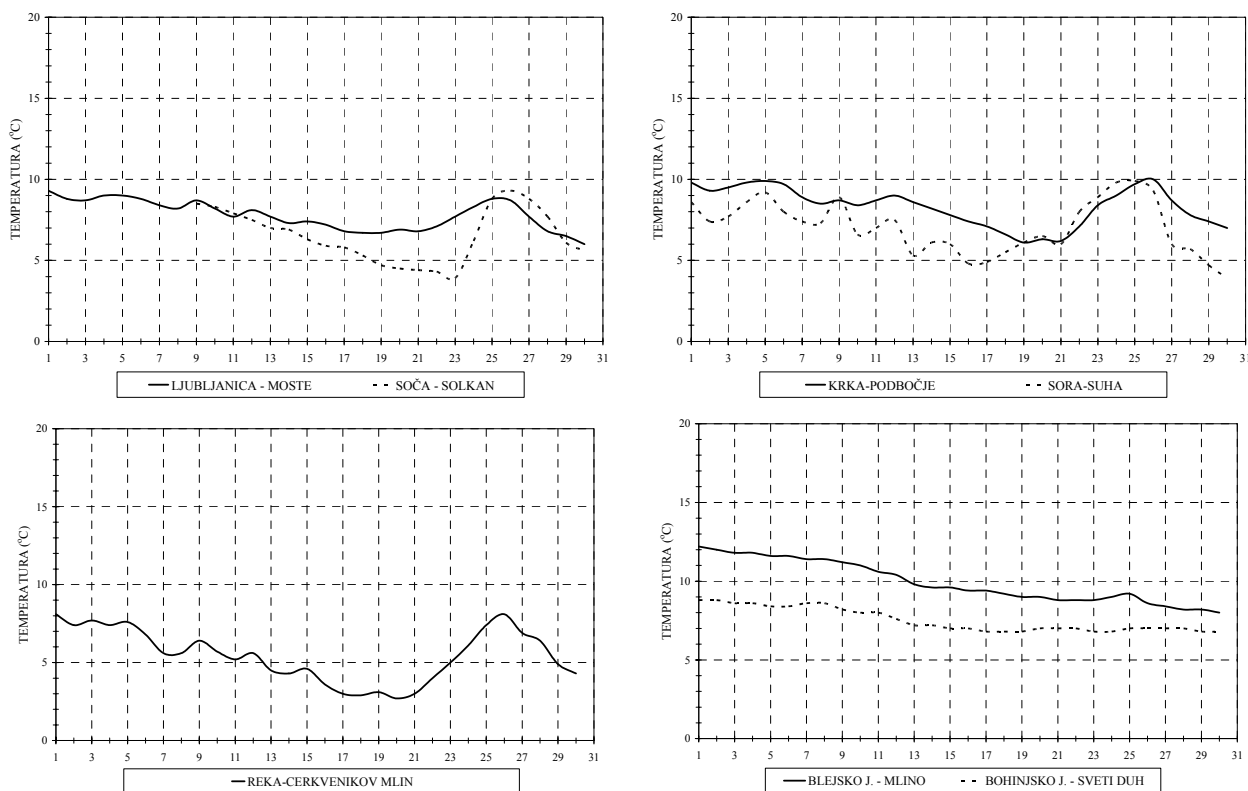 TEMPERATURA (°C)
20
15
10
5
0
1 3 5 7 9 11 13 15 17 19 21 23 25 27 29 31
LJUBLJANICA - MOSTE SOČA - SOLKAN
TEMPERATURA (°C)
20
15
10
5
0
1 3 5 7 9 11 13 15 17 19 21 23 25 27 29 31
KRKA-PODBOČJE SORA-SUHA
TEMPERATURA (°C)
20
15
10
5
0
1 3 5 7 9 11 13 15 17 19 21 23 25 27 29 31
REKA-CERKVENIKOV MLIN
TEMPERATURA (°C)
20
15
10
5
0
1 3 5 7 9 11 13 15 17 19 21 23 25 27 29 31
BLEJSKO J. - MLINO BOHINJSKO J. - SVETI DUH